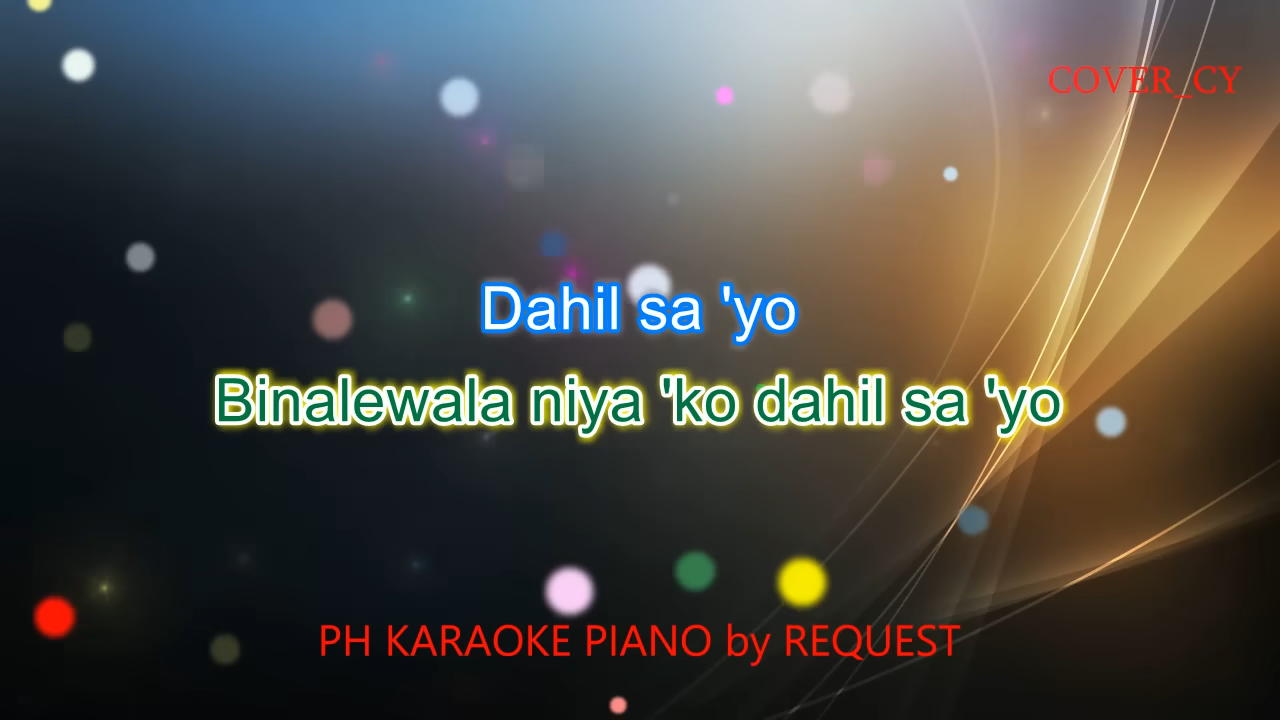 COVER_CY
Dahil sa 'yo
Binalewala niya 'ko dahil sa 'yo
PH KARAOKE PIANO by REQUEST